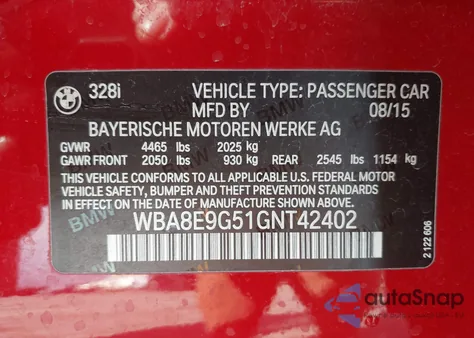 BMW
328i VEHICLE TYPE: PASSENGER CAR
MFD BY 08/15
BAYERISCHE MOTOREN WERKE AG
GVWR 4465 lbs 2025 kg
GAWR FRONT 2050 lbs 930 kg REAR 2545 lbs 1154 kg
THIS VEHICLE CONFORMS TO ALL APPLICABLE U.S. FEDERAL MOTOR
VEHICLE SAFETY, BUMPER AND THEFT PREVENTION STANDARDS
IN EFFECT ON THE DATE OF MANUFACTURE SHOWN ABOVE.
WBA8E9G51GNT42402
2 122 606
autoSnap